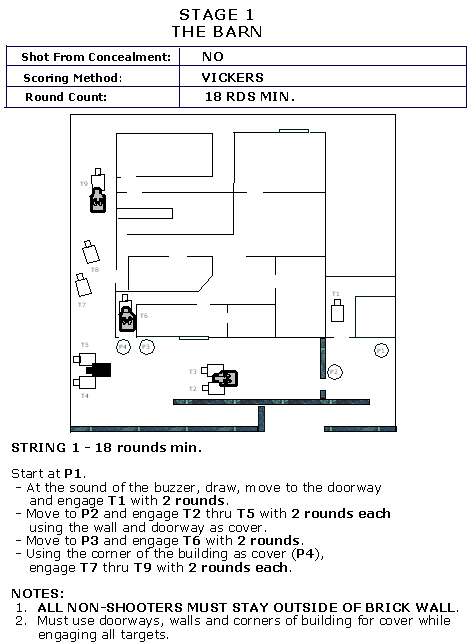 STAGE 1
THE BARN
Shot From Concealment: NO
Scoring Method: VICKERS
Round Count: 18 RDS MIN.
T9
T8
T7
T6
T1
T5
P4 P3
P1
T3
P2
T4
T2
STRING 1 - 18 rounds min.
Start at P1.
- At the sound of the buzzer, draw, move to the doorway
and engage T1 with 2 rounds.
- Move to P2 and engage T2 thru T5 with 2 rounds each
using the wall and doorway as cover.
- Move to P3 and engage T6 with 2 rounds.
- Using the corner of the building as cover (P4),
engage T7 thru T9 with 2 rounds each.
NOTES:
1. ALL NON-SHOOTERS MUST STAY OUTSIDE OF BRICK WALL.
2. Must use doorways, walls and corners of building for cover while
engaging all targets.